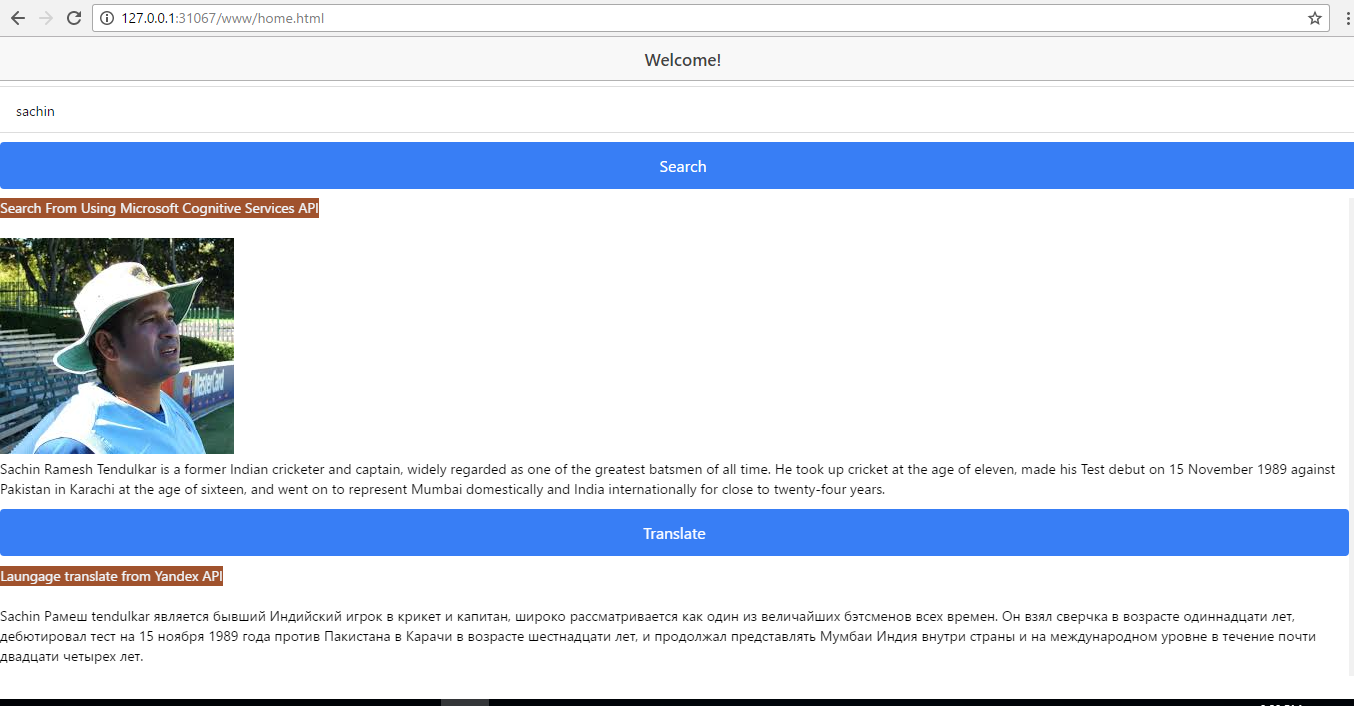 127.0.0.1:31067/www/home.html
Welcome!
sachin
Search
Search From Using Microsoft Cognitive Services API
MasterCard
Sachin Ramesh Tendulkar is a former Indian cricketer and captain, widely regarded as one of the greatest batsmen of all time. He took up cricket at the age of eleven, made his Test debut on 15 November 1989 against
Pakistan in Karachi at the age of sixteen, and went on to represent Mumbai domestically and India internationally for close to twenty-four years.
Translate
Laungage translate from Yandex API
Sachin Рамеш tendulkar является бывший Индийский игрок в крикет и капитан, широко рассматривается как один из величайших бэтсменов всех времен. Он взял сверчка в возрасте одиннадцати лет,
дебютировал тест на 15 ноября 1989 года против Пакистана в Карачи в возрасте шестнадцати лет, и продолжал представлять Мумбаи Индия внутри страны и на международном уровне в течение почти
двадцати четырех лет.